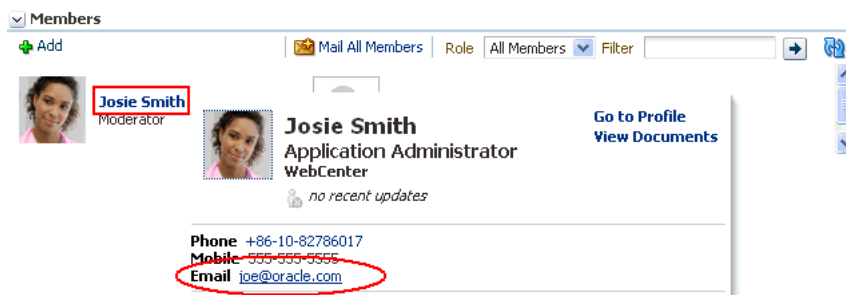 Members
Add
Mail All Members
Role All Members Filter
Josie Smith
Moderator
Josie Smith
Application Administrator
WebCenter
no recent updates
Go to Profile
View Documents
Phone +86-10-82786017
Mobile 555-555-5555
Email joe@oracle.com